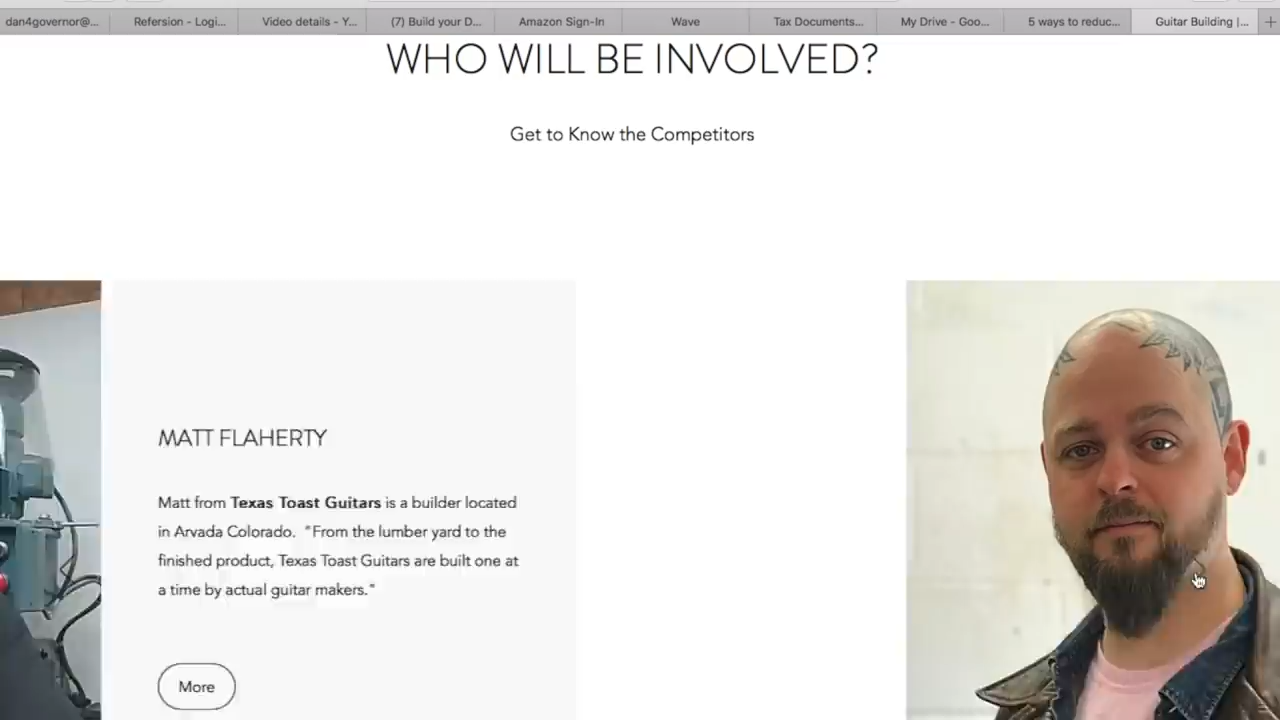 dan4governor@...
Refersion - Logi...
Video details - Y...
(7) Build your D...
Amazon Sign-In
Wave
Tax Documents...
My Drive - Goo...
5 ways to reduc...
Guitar Building |...
WHO WILL BE INVOLVED?
Get to Know the Competitors
MATT FLAHERTY
Matt from Texas Toast Guitars is a builder located
in Arvada Colorado. "From the lumber yard to the
finished product, Texas Toast Guitars are built one at
a time by actual guitar makers."
More